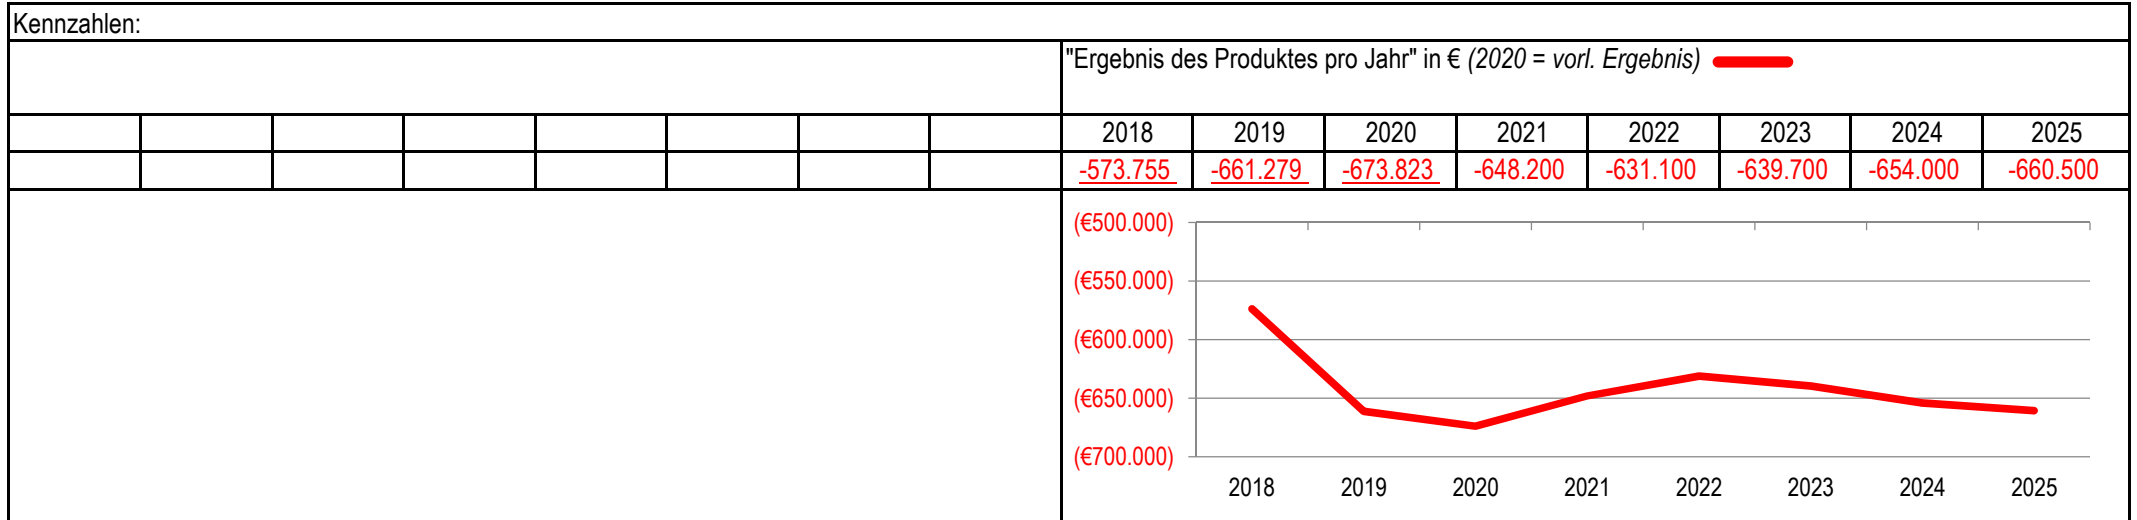 Kennzahlen:
"Ergebnis des Produktes pro Jahr" in € (2020 = vorl. Ergebnis)
2018 2019 2020 2021 2022 2023 2024 2025
-573.755 -661.279 -673.823 -648.200 -631.100 -639.700 -654.000 -660.500
(€500.000)
(€550.000)
(€600.000)
(€650.000)
(€700.000)
2018 2019 2020 2021 2022 2023 2024 2025